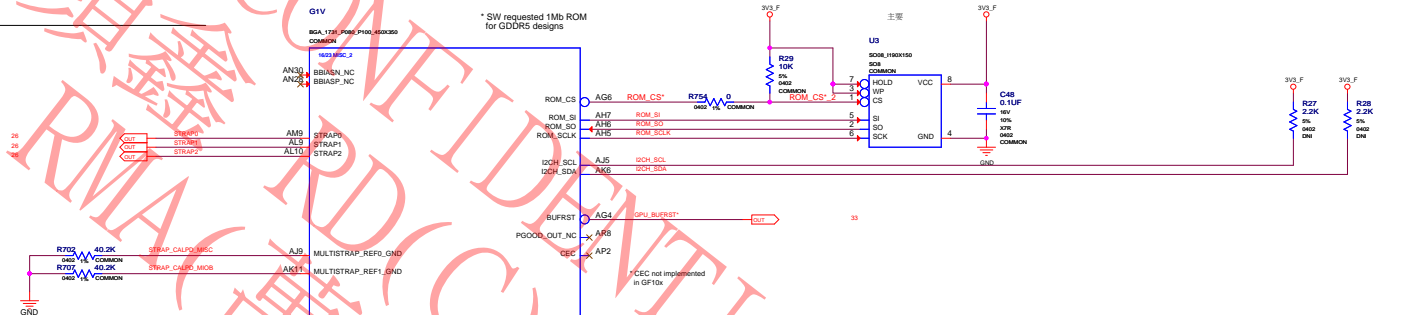 G1V
BGA_1731_P080_P100_450X350
COMMON
16/23 MISC_2
* SW requested 1Mb ROM
for GDDR5 designs
3V3_F
主要
3V3_F
U3
SO08_I190X150
SO8
COMMON
R29
10K
5%
0402
COMMON
AN30
BBIASN_NC
AN28
BBIASP_NC
7
HOLD
VCC
8
3
WP
1
CS
ROM_CS
AG6
ROM_CS*
R754
0
0402
1%
COMMON
ROM_CS*_2
C48
0.1UF
16V
10%
X7R
0402
COMMON
3V3_F
3V3_F
R27
2.2K
5%
0402
DNI
R28
2.2K
5%
0402
DNI
ROM_SI
AH7
ROM_SI
5
SI
ROM_SO
AH6
ROM_SO
2
SO
ROM_SCLK
AH5
ROM_SCLK
6
SCK
GND
4
GND
26
OUT
STRAP0
AM9
STRAP0
26
OUT
STRAP1
AL9
STRAP1
26
OUT
STRAP2
AL10
STRAP2
I2CH_SCL
AJ5
I2CH_SCL
I2CH_SDA
AK6
I2CH_SDA
BUFRST
AG4
GPU_BUFRST*
OUT
33
PGOOD_OUT_NC
AR8
CEC
AP2
* CEC not implemented
in GF10x
R702
40.2K
0402
1%
COMMON
STRAP_CALPD_MISC
AJ9
MULTISTRAP_REF0_GND
R707
40.2K
0402
1%
COMMON
STRAP_CALPD_MIOB
AK11
MULTISTRAP_REF1_GND
GND
CONFIDENTI
RD(C
RMA(